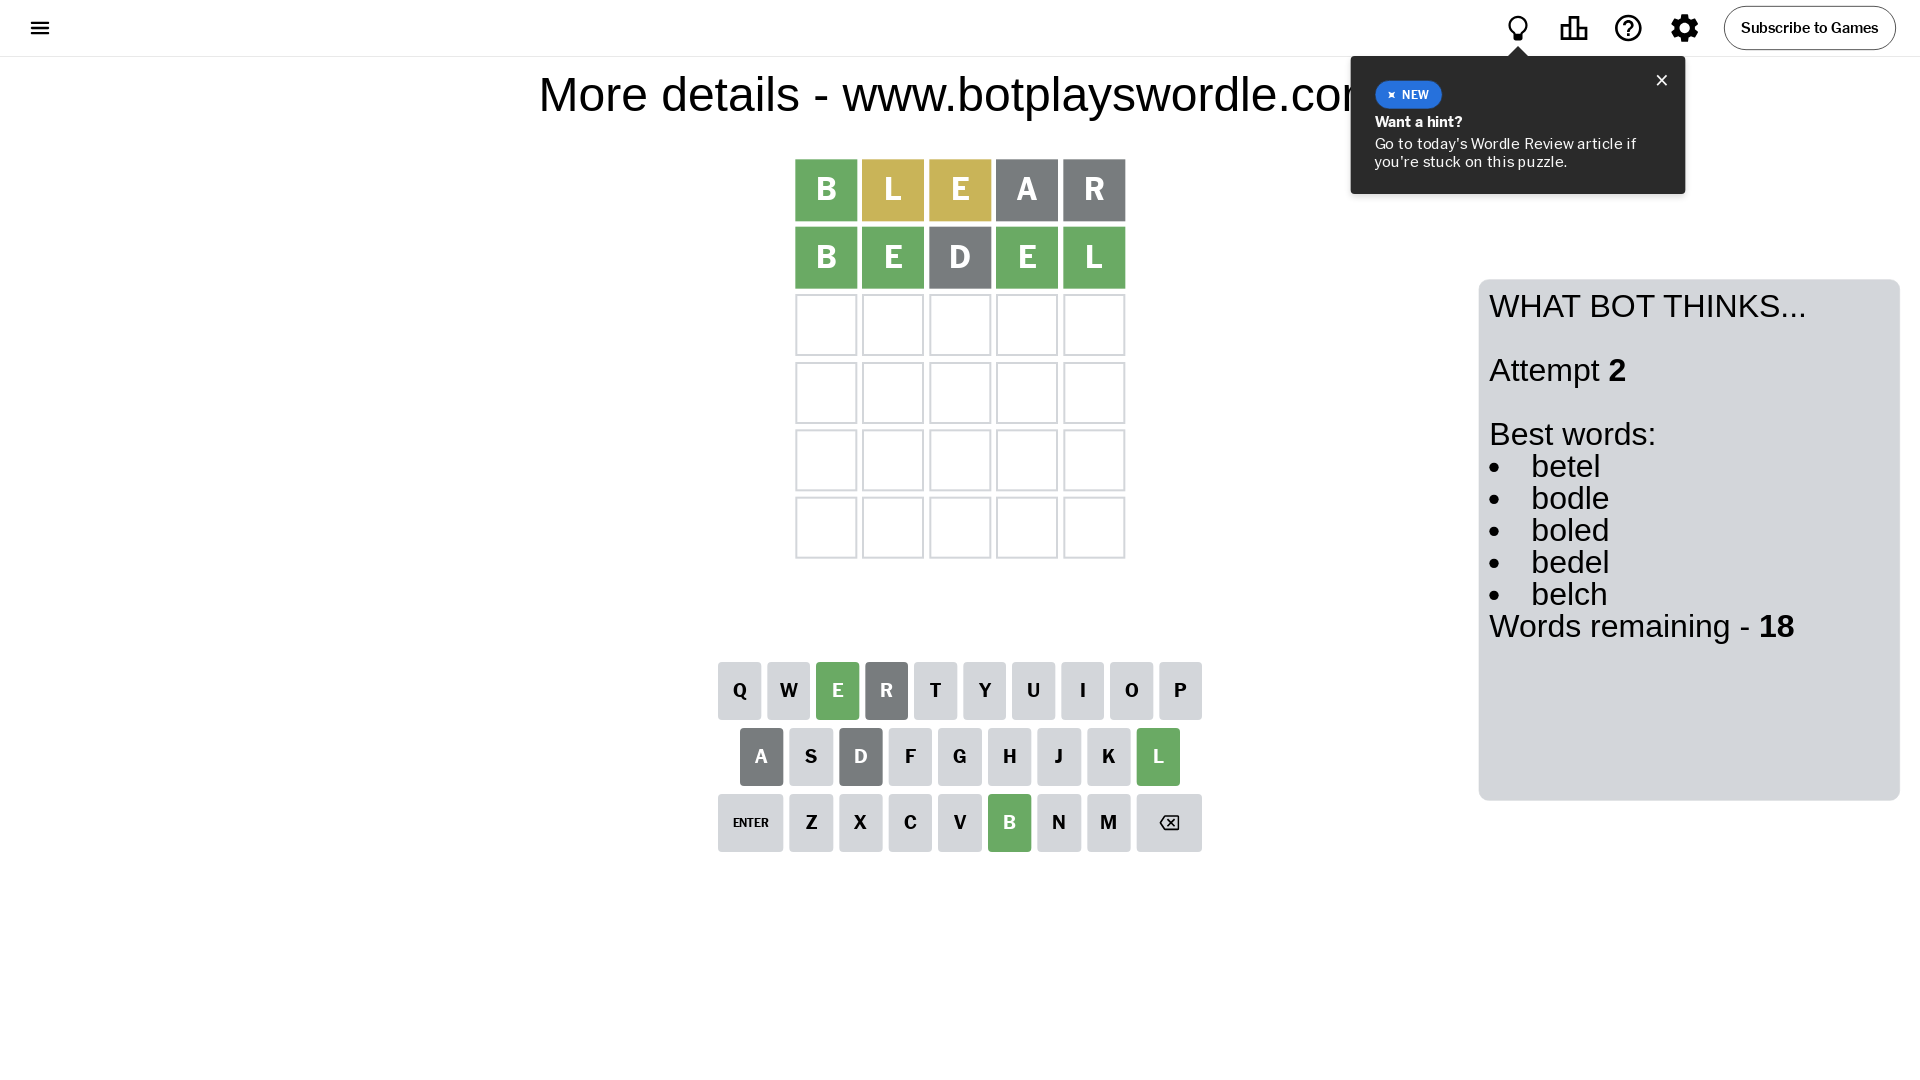 Subscribe to Games
More details - www.botplayswordle.co
NEW
Want a hint?
Go to today's Wordle Review article if
you're stuck on this puzzle.
B L E A R
B E D E L
WHAT BOT THINKS...
Attempt 2
Best words:
• betel
• bodle
• boled
• bedel
• belch
Words remaining - 18
Q W E R T Y U I O P
A S D F G H J K L
ENTER Z X C V B N M